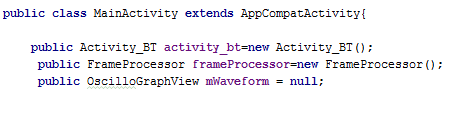 public class MainActivity extends AppCompatActivity{
public Activity_BT activity_bt=new Activity_BT();
public FrameProcessor frameProcessor=new FrameProcessor();
public OscilloGraphView mWaveform = null;